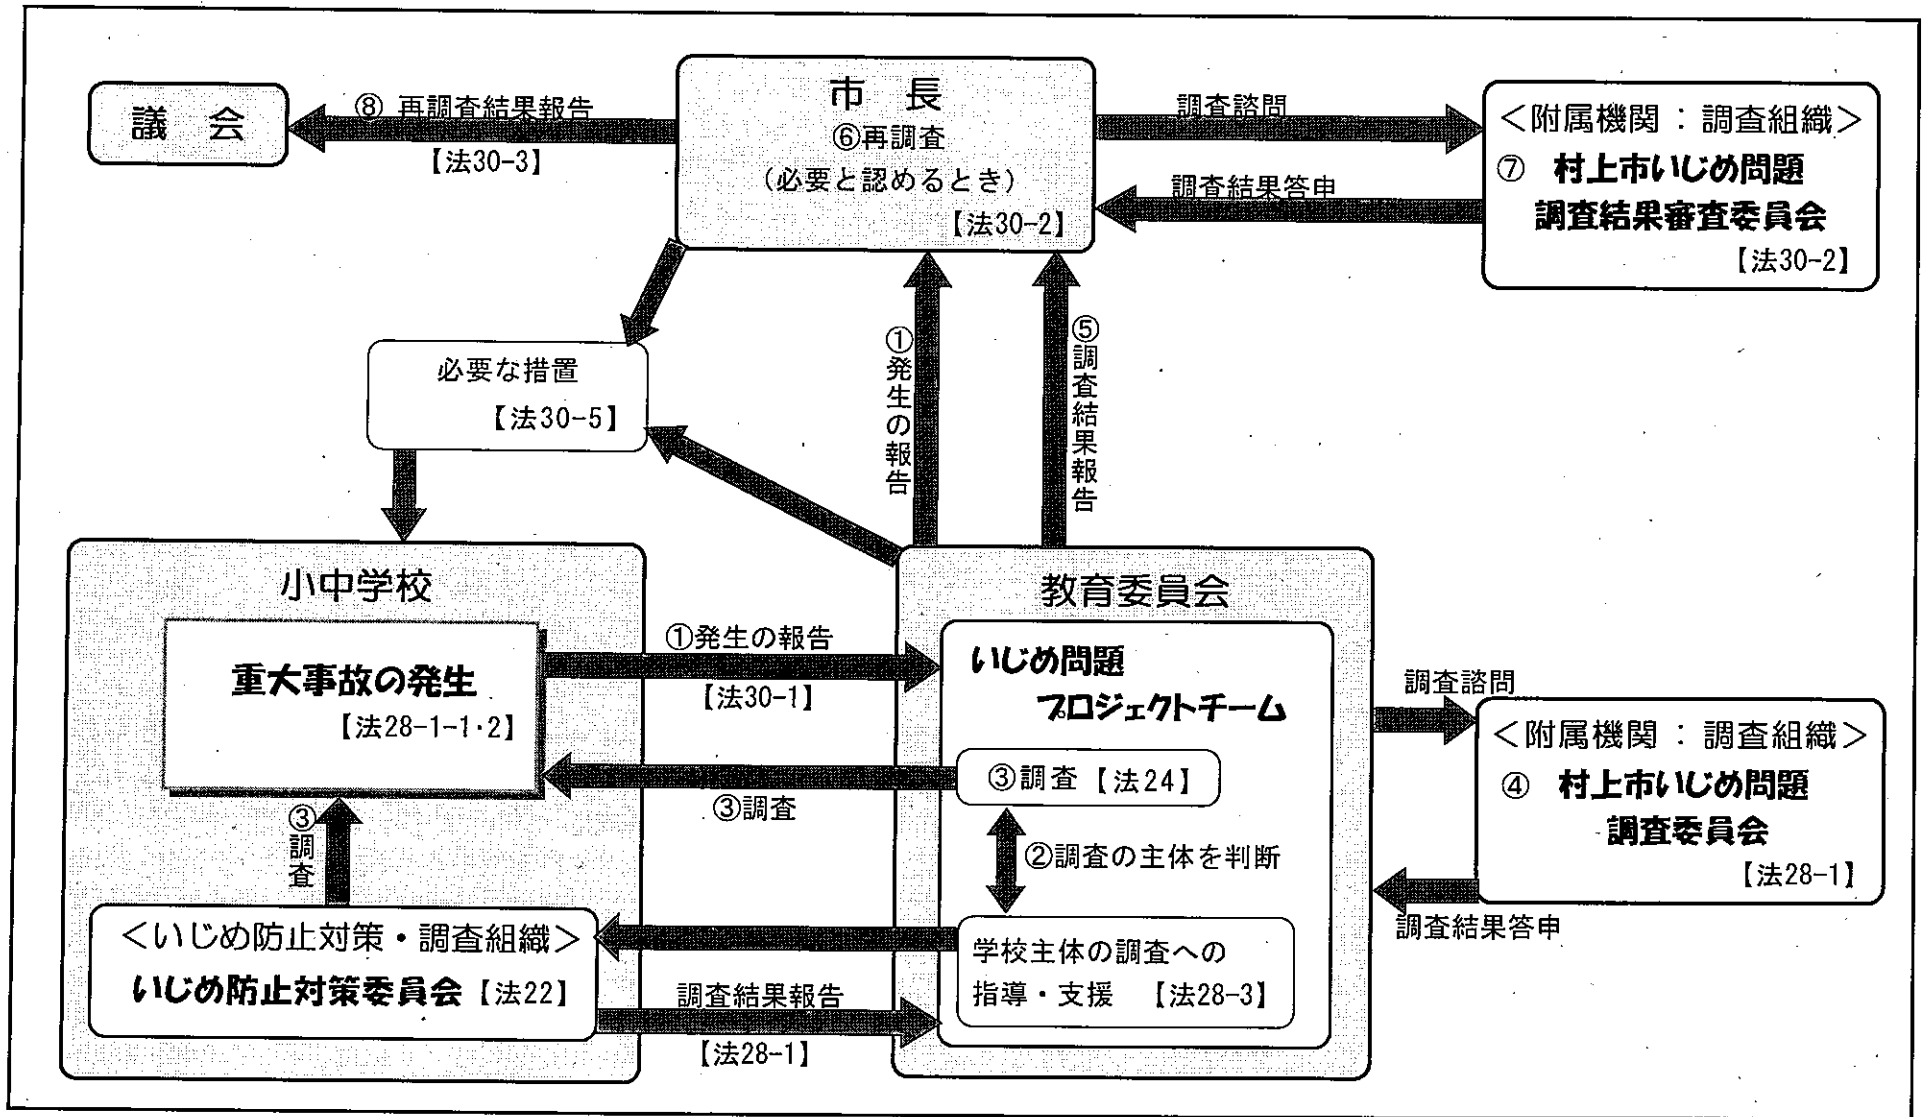 議 会
⑧ 再調査結果報告
【法30-3】
市 長
⑥再調査
（必要と認めるとき）
【法30-2】
調査諮問
調査結果答申
＜附属機関 ： 調査組織＞
⑦ 村上市いじめ問題
調査結果審査委員会
【法30-2】
必要な措置
【法30-5】
①発生の報告
⑤調査結果報告
小中学校
重大事故の発生
【法28-1-1・2】
③調査
＜いじめ防止対策・調査組織＞
いじめ防止対策委員会【法22】
①発生の報告
【法30-1】
③調査
調査結果報告
【法28-1】
教育委員会
いじめ問題
プロジェクトチーム
③調査【法24】
②調査の主体を判断
学校主体の調査への
指導・支援 【法28-3】
調査諮問
＜附属機関 ： 調査組織＞
④ 村上市いじめ問題
調査委員会
【法28-1】
調査結果答申